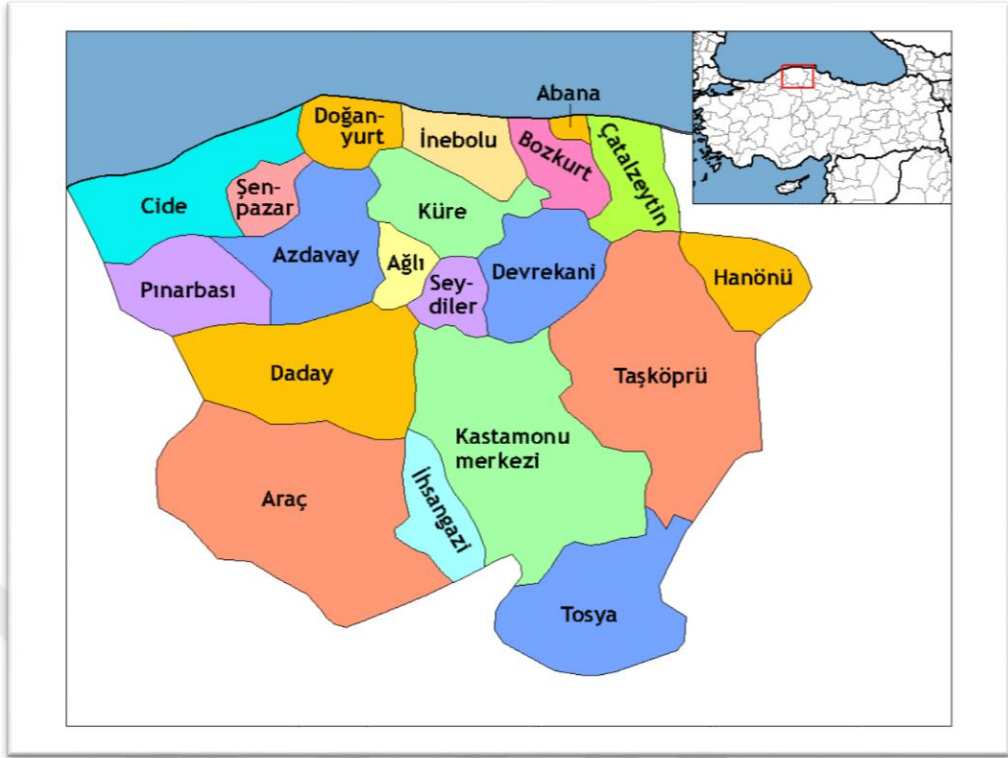 Abana
Doğan-
yurt
İnebolu
Bozkurt
Çatalzeytin
Cide
Şen-
pazar
Küre
Azdavay
Ağlı
Sey-
diler
Devrekani
Hanönü
Pınarbası
Daday
Taşköprü
Kastamonu
merkezi
Araç
İhsangazi
Tosya